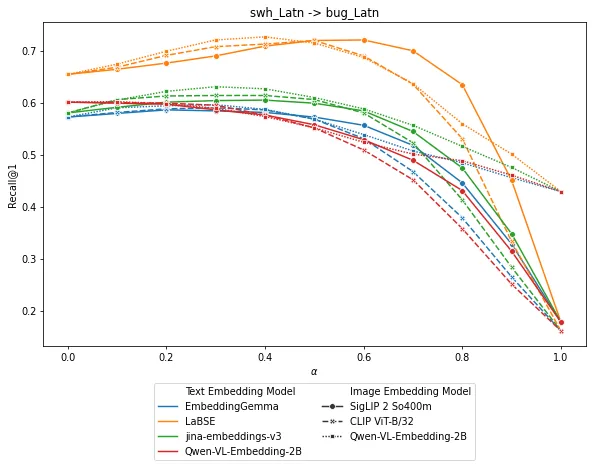 swh_Latn -> bug_Latn
Recall@1
0.7
0.6
0.5
0.4
0.3
0.2
0.0
0.2
0.4
0.6
0.8
1.0
α
Text Embedding Model
EmbeddingGemma
LaBSE
jina-embeddings-v3
Qwen-VL-Embedding-2B
Image Embedding Model
SigLIP 2 So400m
CLIP ViT-B/32
Qwen-VL-Embedding-2B